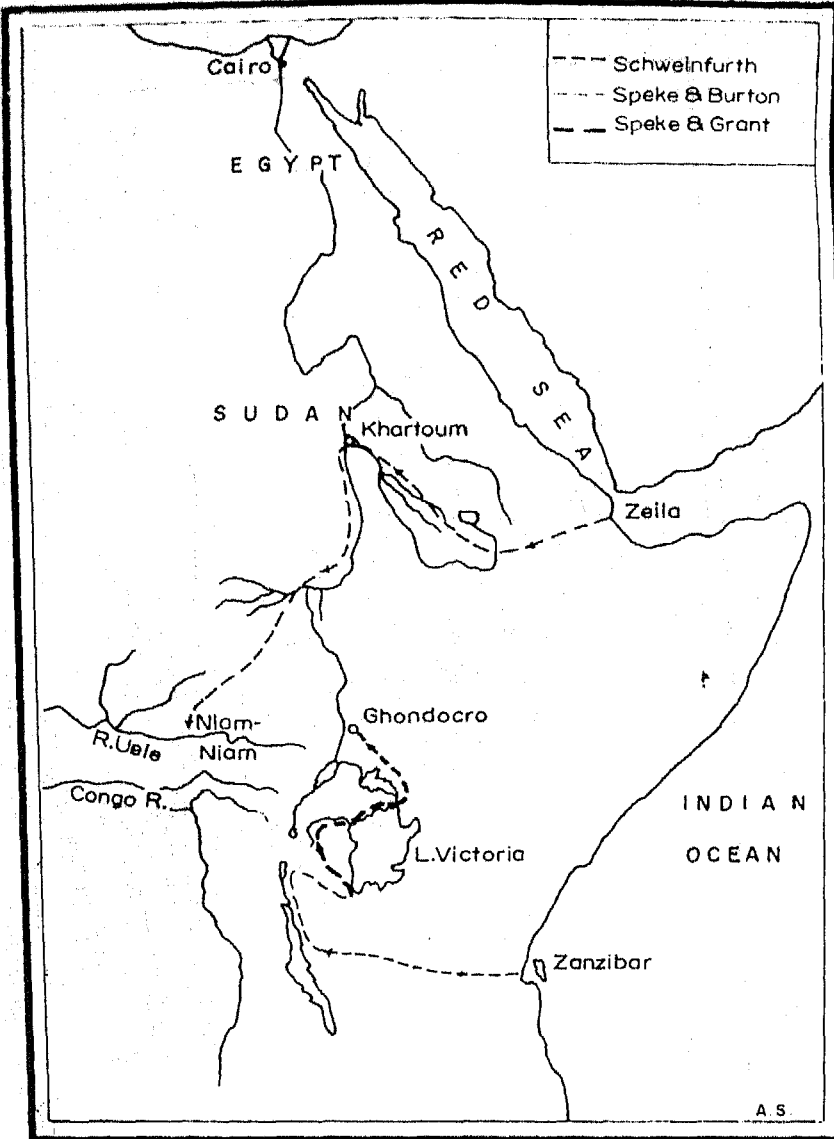 Cairo
Schweinfurth
Speke & Burton
Speke & Grant
EGYPT
RED SEA
SUDAN
Khartoum
Zeila
Niam-
Niam
Ghondocro
R.Uele
Congo R.
L.Victoria
INDIAN
OCEAN
Zanzibar
A.S.